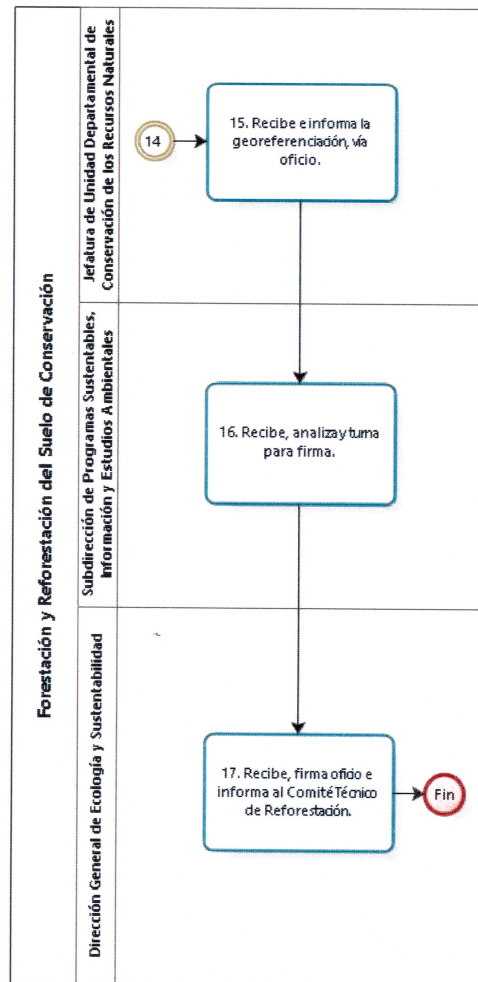 Forestación y Reforestación del Suelo de Conservación
Jefatura de Unidad Departamental de
Conservación de los Recursos Naturales
14
15. Recibe e informa la
georeferenciación, vía
oficio.
Subdirección de Programas Sustentables,
Información y Estudios Ambientales
16. Recibe, analiza y turna
para firma.
Dirección General de Ecología y Sustentabilidad
17. Recibe, firma oficio e
informa al Comité Técnico
de Reforestación.
Fin